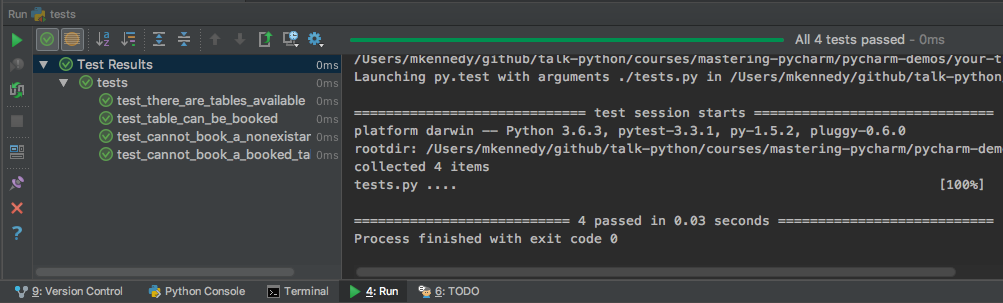 Run tests
All 4 tests passed - 0ms
Test Results 0ms
tests 0ms
test_there_are_tables_available 0ms
test_table_can_be_booked 0ms
test_cannot_book_a_nonexistan 0ms
test_cannot_book_a_booked_ta 0ms
/Users/mkennedy/github/talk-python/courses/mastering-pycharm/pycharm-demos/your-t
Launching py.test with arguments ./tests.py in /Users/mkennedy/github/talk-python
============================= test session starts ==============================
platform darwin -- Python 3.6.3, pytest-3.3.1, py-1.5.2, pluggy-0.6.0
rootdir: /Users/mkennedy/github/talk-python/courses/mastering-pycharm/pycharm-demo
collected 4 items
tests.py .... [100%]
=========================== 4 passed in 0.03 seconds ===========================
Process finished with exit code 0
9: Version Control Python Console Terminal 4: Run 6: TODO